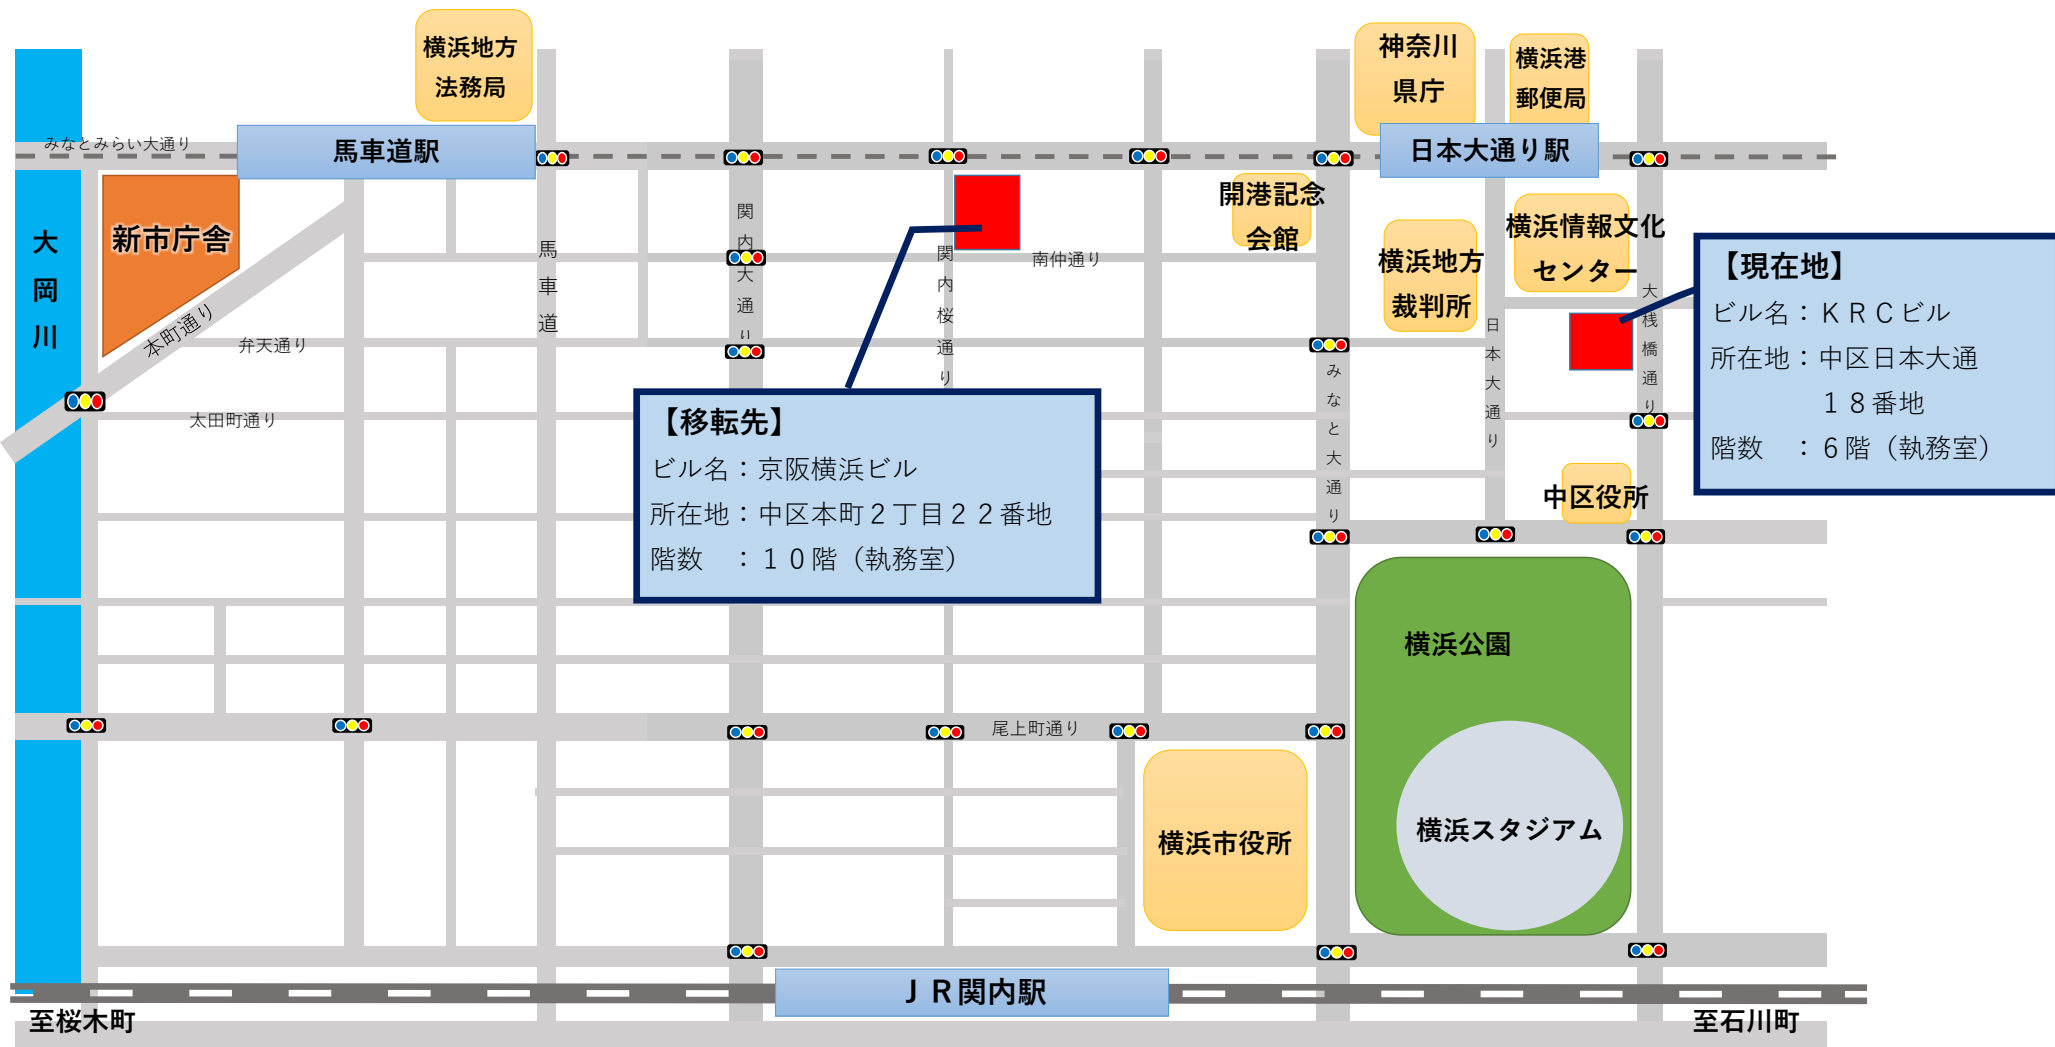 横浜地方
法務局
神奈川
県庁
横浜港
郵便局
みなとみらい大通り
馬車道駅
日本大通り駅
新市庁舎
大岡川
本町通り
弁天通り
太田町通り
馬車道
関内大通り
関内桜通り
南仲通り
開港記念
会館
横浜地方
裁判所
横浜情報文化
センター
日本大通り
大桟橋通り
みなと大通り
【現在地】
ビル名：ＫＲＣビル
所在地：中区日本大通
１８番地
階数　：６階（執務室）
【移転先】
ビル名：京阪横浜ビル
所在地：中区本町２丁目２２番地
階数　：１０階（執務室）
中区役所
横浜公園
尾上町通り
横浜市役所
横浜スタジアム
ＪＲ関内駅
至桜木町
至石川町